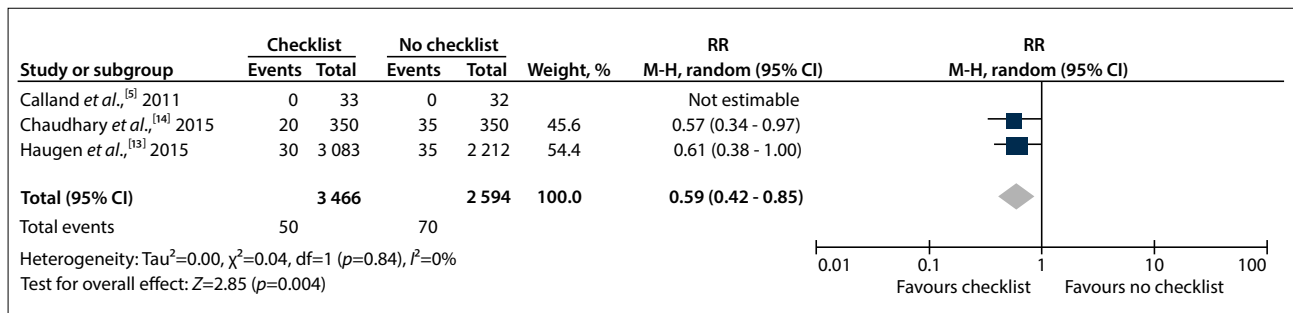 Checklist No checklist RR RR
Study or subgroup Events Total Events Total Weight, % M-H, random (95% CI) M-H, random (95% CI)
Calland et al.,[5] 2011 0 33 0 32 Not estimable
Chaudhary et al.,[14] 2015 20 350 35 350 45.6 0.57 (0.34 - 0.97)
Haugen et al.,[13] 2015 30 3 083 35 2 212 54.4 0.61 (0.38 - 1.00)
Total (95% CI) 3 466 2 594 100.0 0.59 (0.42 - 0.85)
Total events 50 70
Heterogeneity: Tau²=0.00, χ²=0.04, df=1 (p=0.84), I²=0%
Test for overall effect: Z=2.85 (p=0.004)
0.01 0.1 1 10 100
Favours checklist Favours no checklist